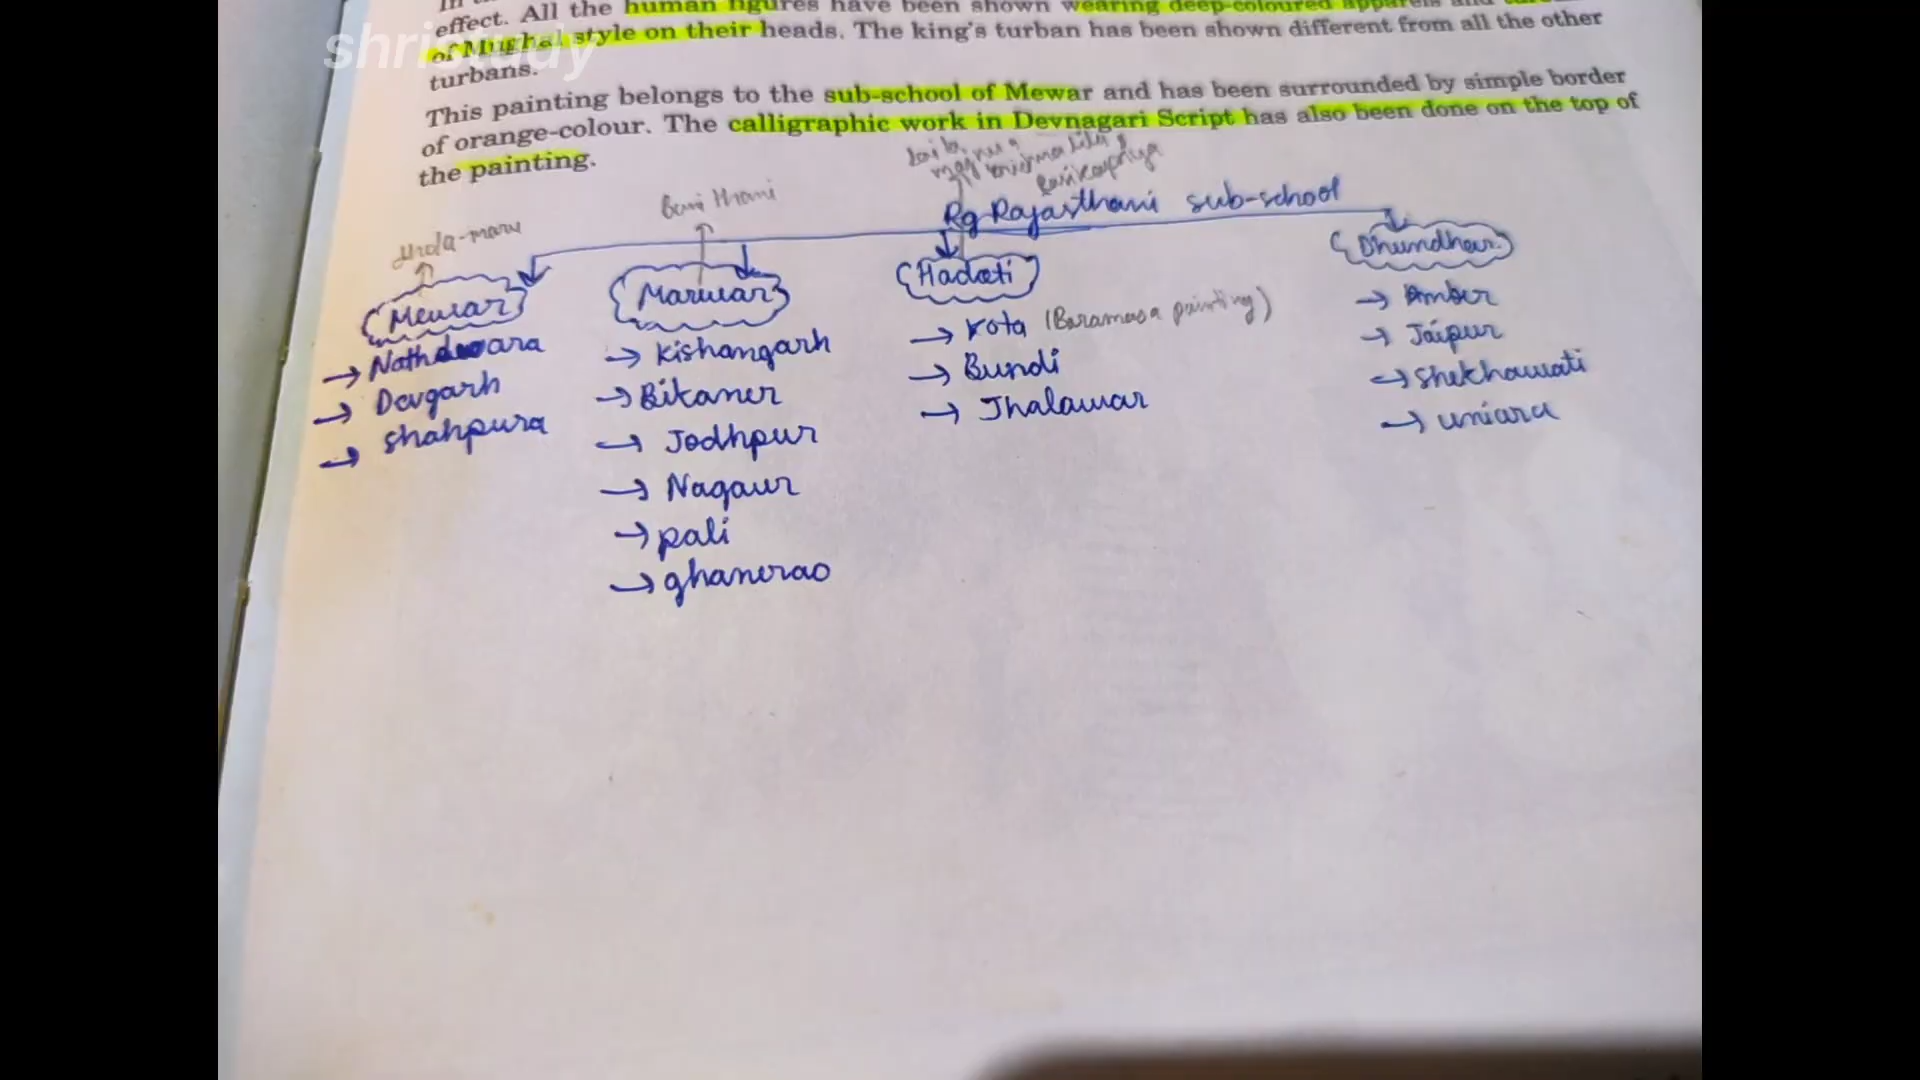 effect. All the human figures have been shown wearing deep-coloured apparels and
of Mughal style on their heads. The king's turban has been shown different from all the other
turbans.
shristudy
This painting belongs to the sub-school of Mewar and has been surrounded by simple border
of orange-colour. The calligraphic work in Devnagari Script has also been done on the top of
the painting.
Rasikapriya
Bani thani
Rg Rajasthani sub-school
Mewar
→ Nathdwara
→ Devgarh
→ Shahpura
Marwar
→ Kishangarh
→ Bikaner
→ Jodhpur
→ Nagaur
→ pali
→ ghanerao
Hadoti
→ kota (Baramasa painting)
→ Bundi
→ Jhalawar
Dhundhar
→ Amber
→ Jaipur
→ Shekhawati
→ uniara